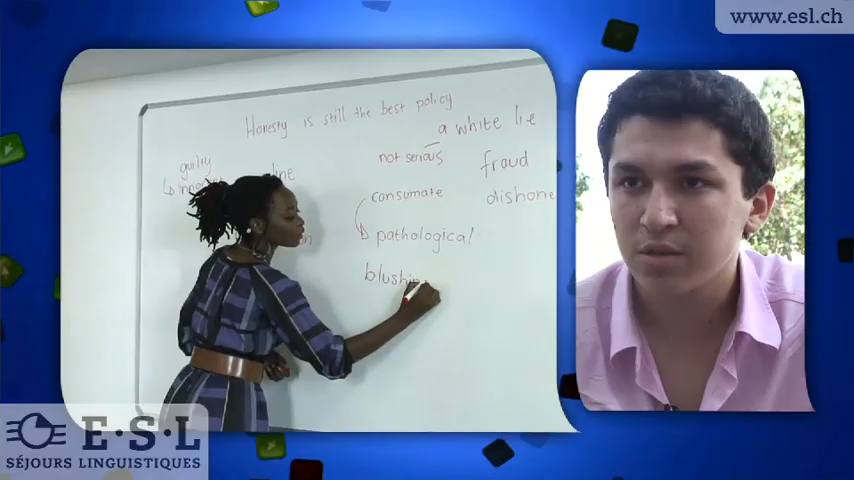 www.esl.ch
Honesty is still the best policy
a white lie
guilty
not serious
fraud
consumate
dishone
pathological
blushin
E·S·L
SÉJOURS LINGUISTIQUES